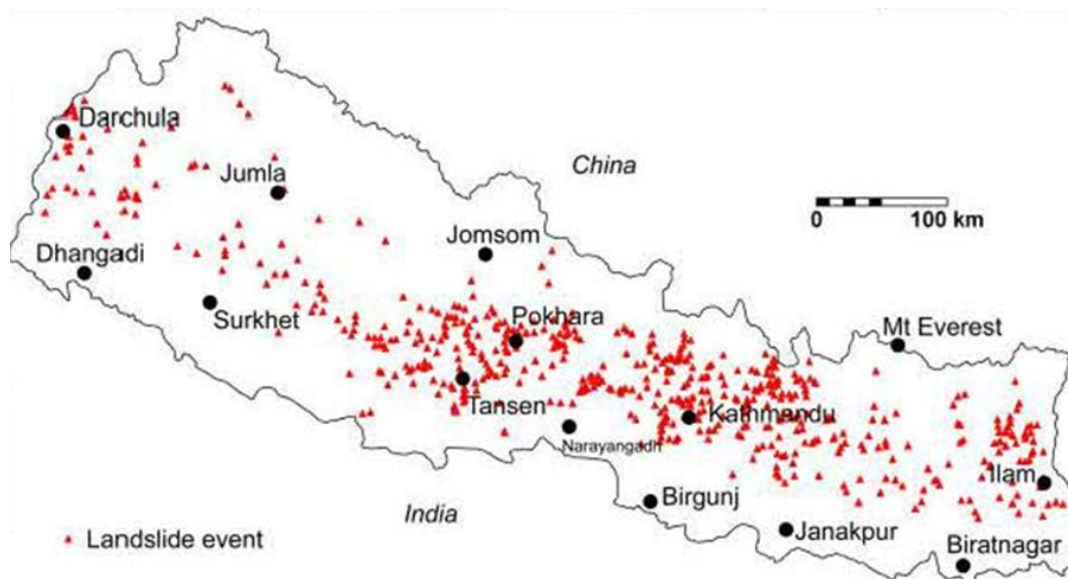 Darchula
China
Jumla
0 100 km
Jomsom
Dhangadi
Surkhet
Pokhara
Mt Everest
Tansen
Kathmandu
Narayangadh
Ilam
Birgunj
India
Janakpur
Landslide event
Biratnagar